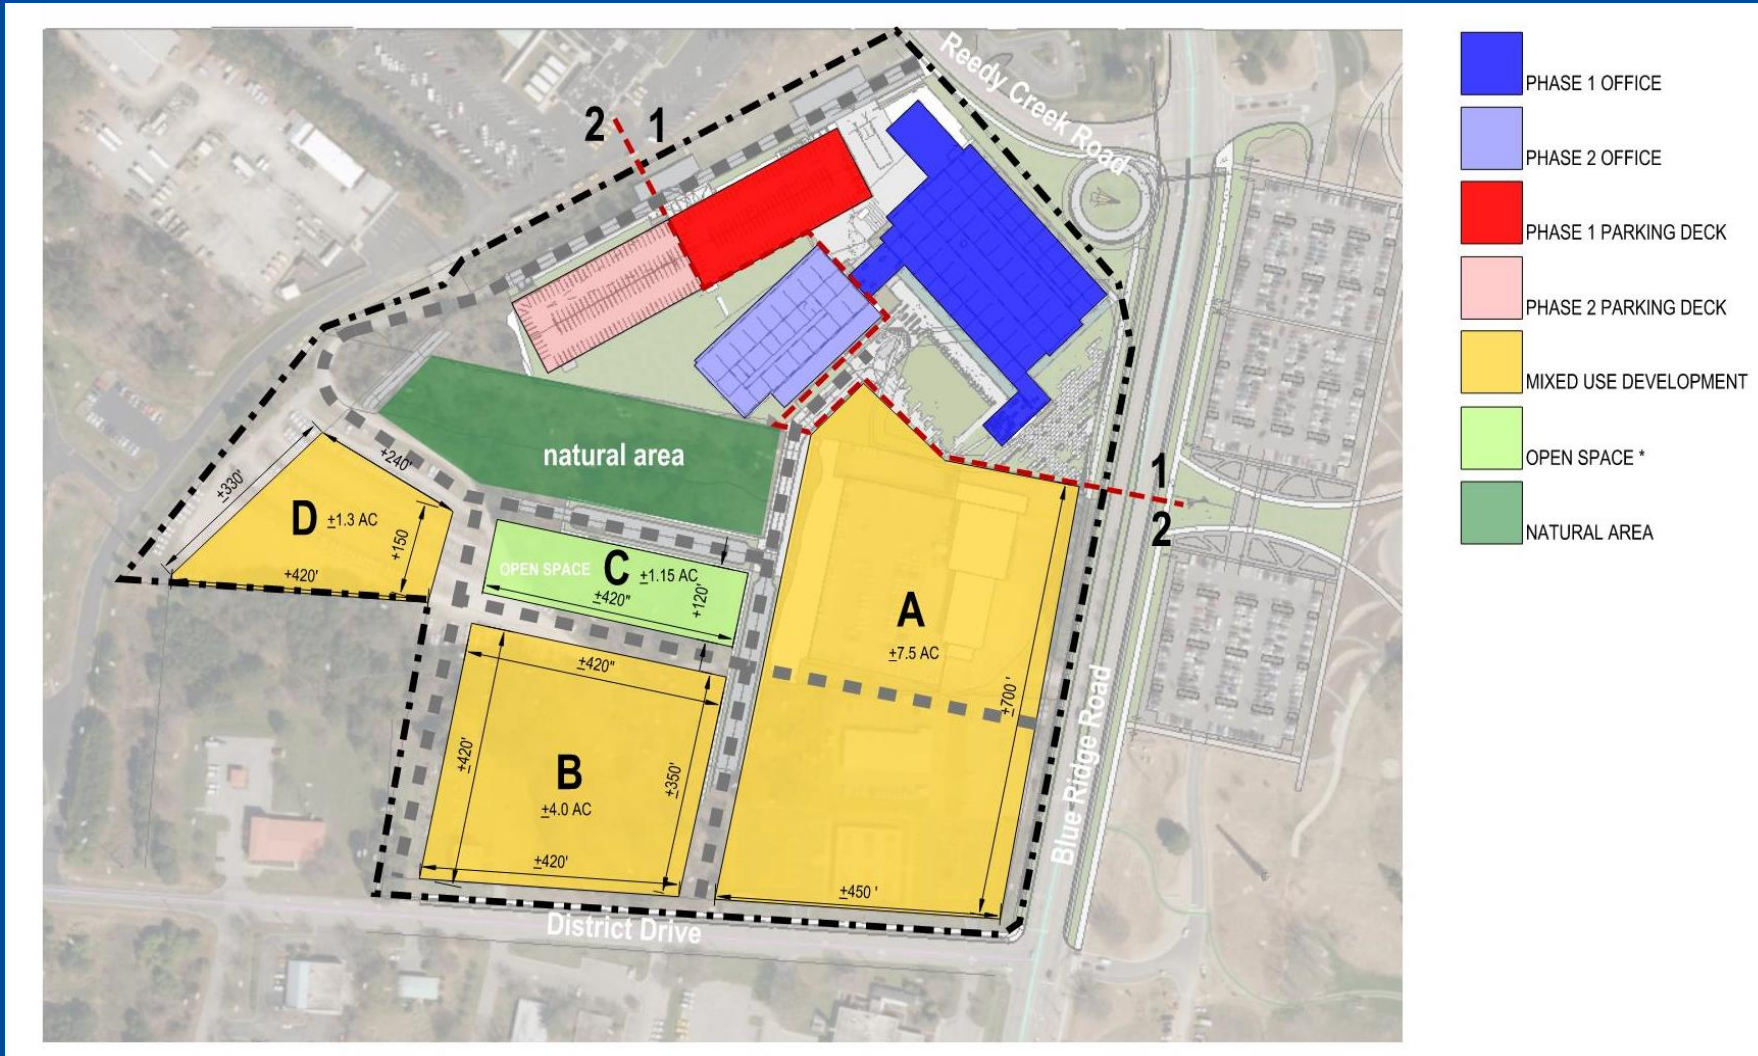 Reedy Creek Road
2 1
natural area
±330'
+240'
D ±1.3 AC
+150
+420'
OPEN SPACE C ±1.15 AC
±420"
+120'
A
±7.5 AC
±700 '
±450 '
±420"
±420'
B
±4.0 AC
±350'
±420'
1
2
Blue Ridge Road
District Drive
PHASE 1 OFFICE
PHASE 2 OFFICE
PHASE 1 PARKING DECK
PHASE 2 PARKING DECK
MIXED USE DEVELOPMENT
OPEN SPACE *
NATURAL AREA